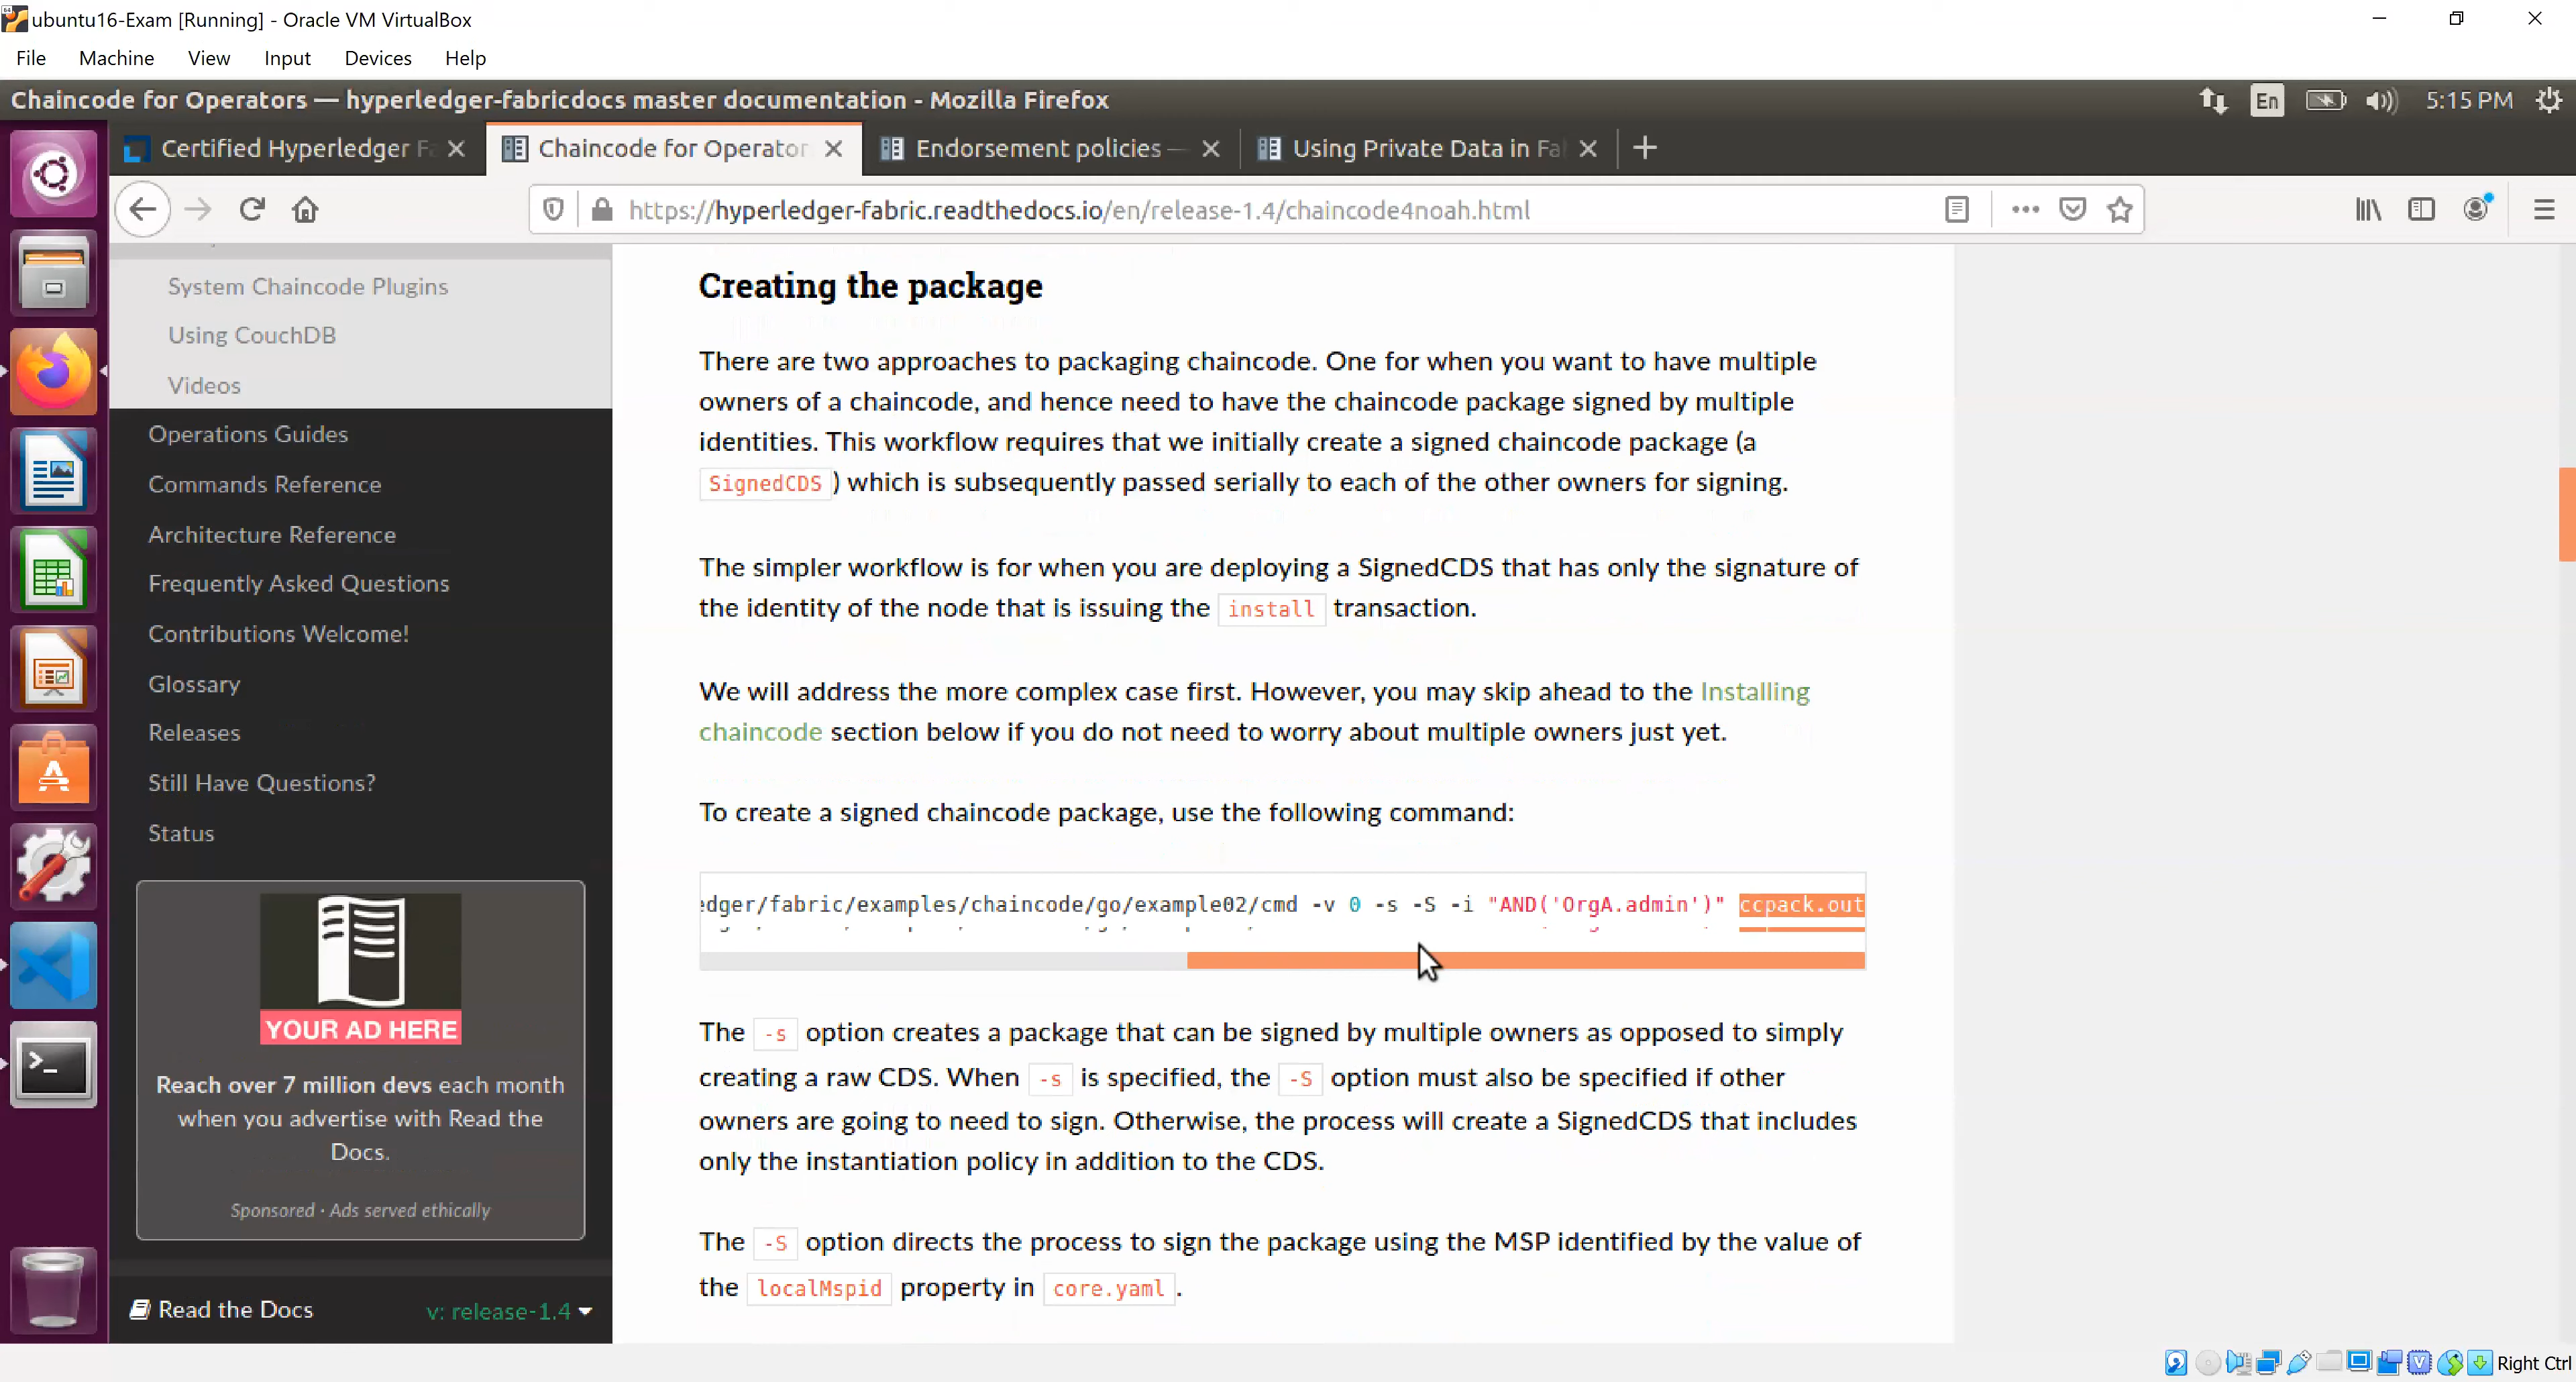 ubuntu16-Exam [Running] - Oracle VM VirtualBox
File Machine View Input Devices Help
Chaincode for Operators — hyperledger-fabricdocs master documentation - Mozilla Firefox
En 5:15 PM
Certified Hyperledger Fa
Chaincode for Operator
Endorsement policies —
Using Private Data in Fa
https://hyperledger-fabric.readthedocs.io/en/release-1.4/chaincode4noah.html
System Chaincode Plugins
Using CouchDB
Videos
Operations Guides
Commands Reference
Architecture Reference
Frequently Asked Questions
Contributions Welcome!
Glossary
Releases
Still Have Questions?
Status
YOUR AD HERE
Reach over 7 million devs each month
when you advertise with Read the
Docs.
Sponsored · Ads served ethically
Read the Docs
v: release-1.4
Creating the package
There are two approaches to packaging chaincode. One for when you want to have multiple
owners of a chaincode, and hence need to have the chaincode package signed by multiple
identities. This workflow requires that we initially create a signed chaincode package (a
SignedCDS ) which is subsequently passed serially to each of the other owners for signing.
The simpler workflow is for when you are deploying a SignedCDS that has only the signature of
the identity of the node that is issuing the install transaction.
We will address the more complex case first. However, you may skip ahead to the Installing
chaincode section below if you do not need to worry about multiple owners just yet.
To create a signed chaincode package, use the following command:
edger/fabric/examples/chaincode/go/example02/cmd -v 0 -s -S -i "AND('OrgA.admin')" ccpack.out
The -s option creates a package that can be signed by multiple owners as opposed to simply
creating a raw CDS. When -s is specified, the -S option must also be specified if other
owners are going to need to sign. Otherwise, the process will create a SignedCDS that includes
only the instantiation policy in addition to the CDS.
The -S option directs the process to sign the package using the MSP identified by the value of
the localMspid property in core.yaml .
Right Ctrl